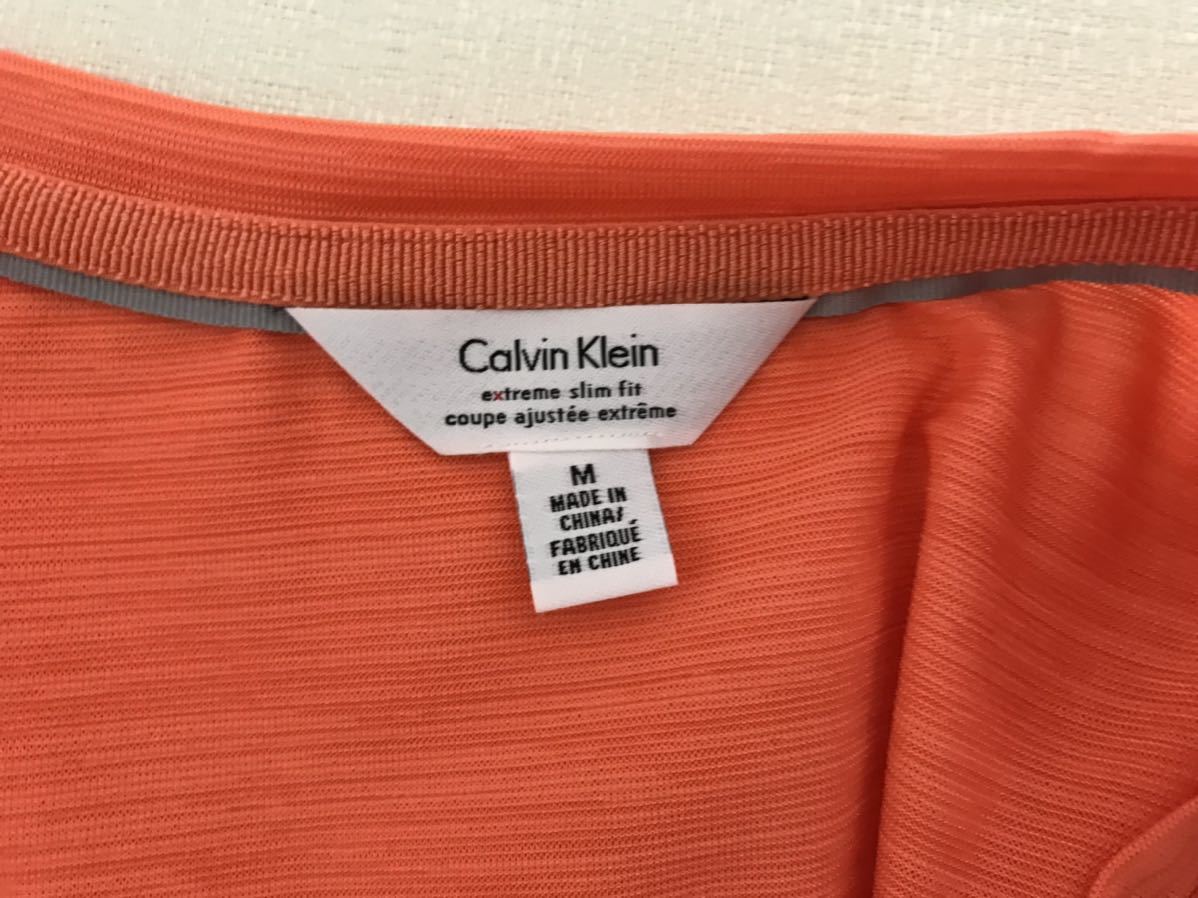 Calvin Klein
extreme slim fit
coupe ajustée extrême
M
MADE IN
CHINA/
FABRIQUÉ
EN CHINE